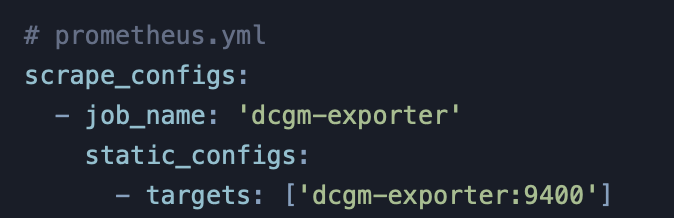 # prometheus.yml
scrape_configs:
  - job_name: 'dcgm-exporter'
    static_configs:
      - targets: ['dcgm-exporter:9400']